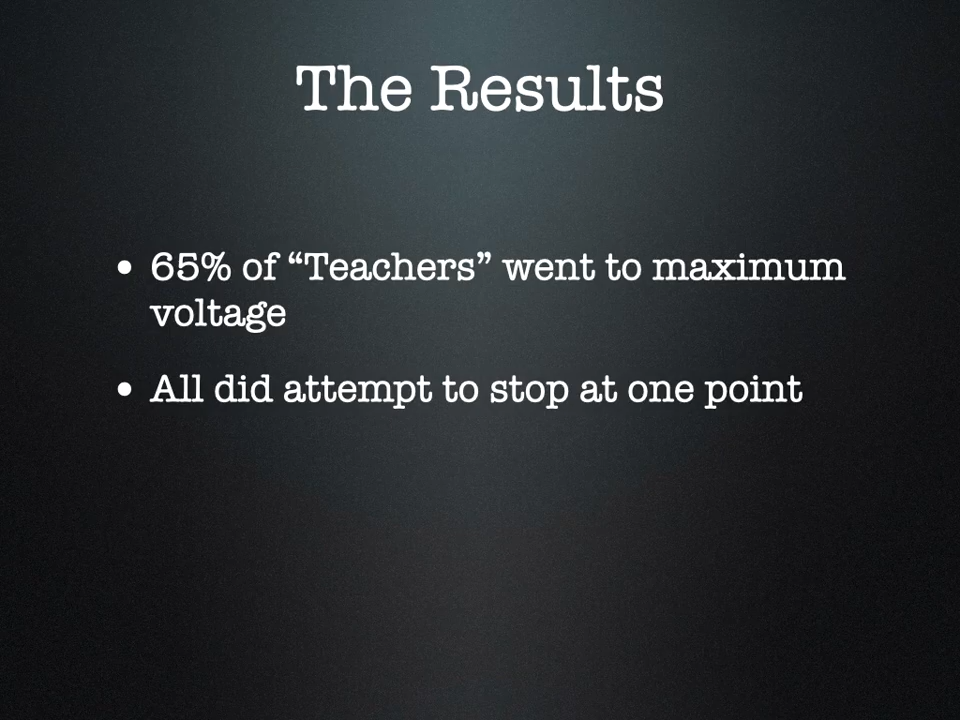 The Results
• 65% of “Teachers” went to maximum
voltage
• All did attempt to stop at one point